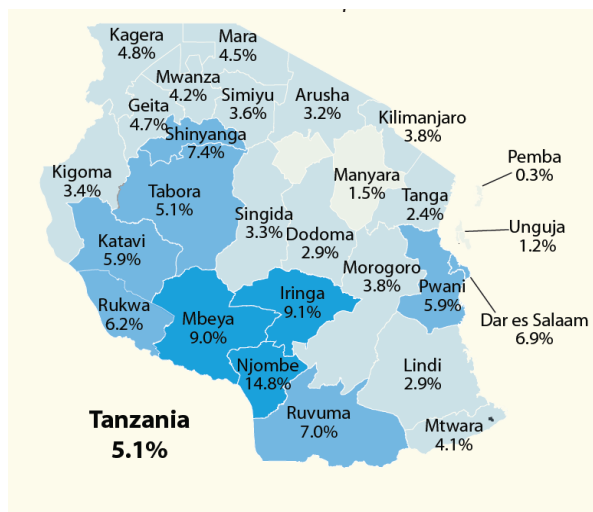 Kagera
4.8%
Mara
4.5%
Mwanza
4.2%
Geita
4.7%
Simiyu
3.6%
Arusha
3.2%
Kilimanjaro
3.8%
Shinyanga
7.4%
Kigoma
3.4%
Tabora
5.1%
Manyara
1.5%
Tanga
2.4%
Pemba
0.3%
Unguja
1.2%
Singida
3.3%
Dodoma
2.9%
Katavi
5.9%
Morogoro
3.8%
Pwani
5.9%
Dar es Salaam
6.9%
Rukwa
6.2%
Mbeya
9.0%
Iringa
9.1%
Njombe
14.8%
Lindi
2.9%
Ruvuma
7.0%
Mtwara
4.1%
Tanzania
5.1%